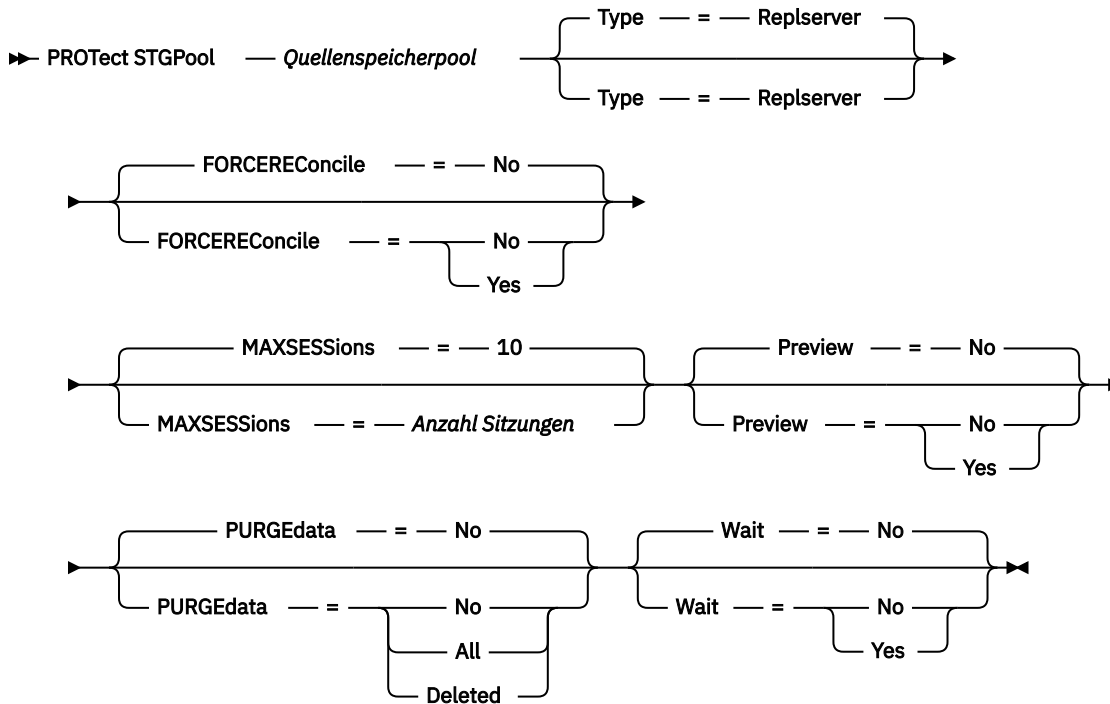 Type = Replserver
PROTect STGPool Quellenspeicherpool
Type = Replserver
FORCEREConcile = No
FORCEREConcile = No
Yes
MAXSESSions = 10 Preview = No
MAXSESSions = Anzahl Sitzungen Preview = No
Yes
PURGEdata = No Wait = No
PURGEdata = No Wait = No
All Yes
Deleted